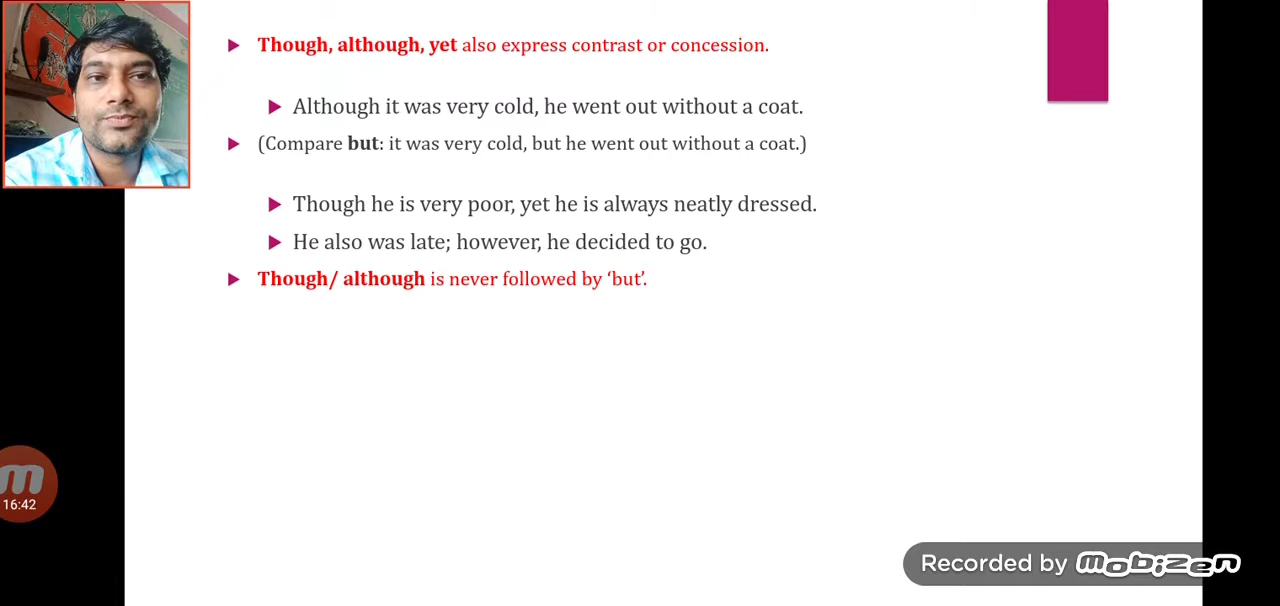 Though, although, yet also express contrast or concession.
Although it was very cold, he went out without a coat.
(Compare but: it was very cold, but he went out without a coat.)
Though he is very poor, yet he is always neatly dressed.
He also was late; however, he decided to go.
Though/ although is never followed by ‘but’.
m
16:42
Recorded by mobizen